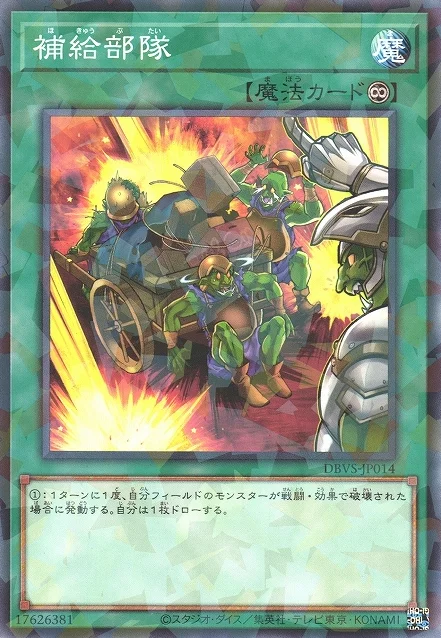 補給部隊
ほきゅうぶたい
魔
【魔法カード】
まほう
DBVS-JP014
①:1ターンに1度、自分フィールドのモンスターが戦闘・効果で破壊された
場合に発動する。自分は1枚ドローする。
17626381
©スタジオ・ダイス/集英社・テレビ東京・KONAMI